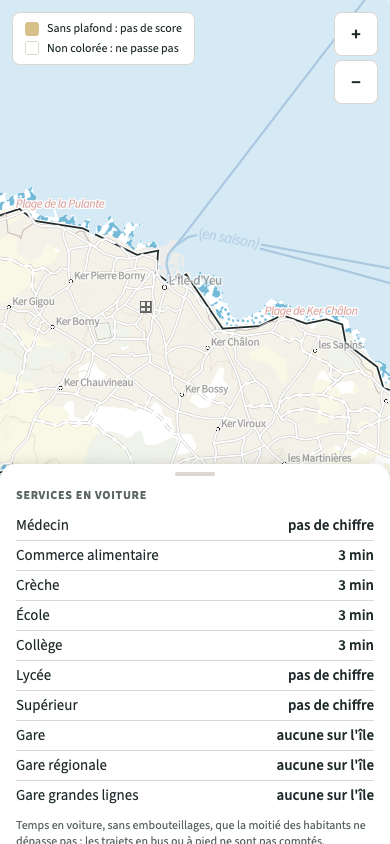 Sans plafond : pas de score
Non colorée : ne passe pas
+
−
Plage de la Pulante
(en saison)
Ker Pierre Borny
L'Île-d'Yeu
Ker Gigou
Plage de Ker Châlon
Ker Borny
Ker Châlon
les Sapins
Ker Chauvineau
Ker Bossy
Ker Viroux
les Martinières
SERVICES EN VOITURE
Médecin pas de chiffre
Commerce alimentaire 3 min
Crèche 3 min
École 3 min
Collège 3 min
Lycée pas de chiffre
Supérieur pas de chiffre
Gare aucune sur l'île
Gare régionale aucune sur l'île
Gare grandes lignes aucune sur l'île
Temps en voiture, sans embouteillages, que la moitié des habitants ne
dépasse pas : les trajets en bus ou à pied ne sont pas comptés.